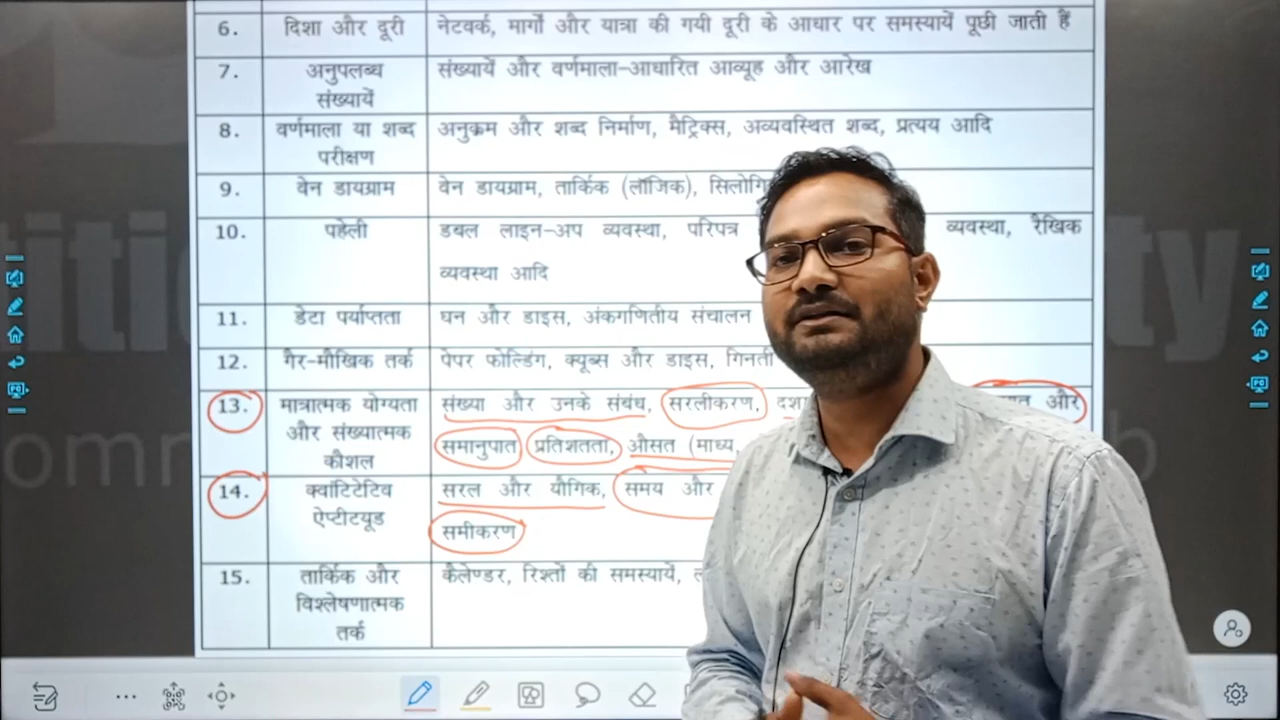 6. दिशा और दूरी नेटवर्क, मार्गों और यात्रा की गयी दूरी के आधार पर समस्यायें पूछी जाती हैं
7. अनुपलब्ध संख्यायें और वर्णमाला-आधारित आव्यूह और आरेख
संख्यायें
8. वर्णमाला या शब्द अनुक्रम और शब्द निर्माण, मैट्रिक्स, अव्यवस्थित शब्द, प्रत्यय आदि
परीक्षण
9. वेन डायग्राम वेन डायग्राम, तार्किक (लॉजिक),
10. पहेली डबल लाइन-अप व्यवस्था, परिपत्र व्यवस्था, रैखिक
व्यवस्था आदि
11. डेटा पर्याप्तता घन और डाइस, अंकगणितीय संचालन
12. गैर-मौखिक तर्क पेपर फोल्डिंग, क्यूब्स और डाइस, गिनती
13. मात्रात्मक योग्यता संख्या और उनके संबंध, सरलीकरण, और
और संख्यात्मक समानुपात प्रतिशतता, औसत (माध्य,
कौशल
14. क्वांटिटेटिव सरल और यौगिक, समय और
ऐप्टीटयूड समीकरण
15. तार्किक और कैलेण्डर, रिश्तों की समस्यायें,
विश्लेषणात्मक
तर्क